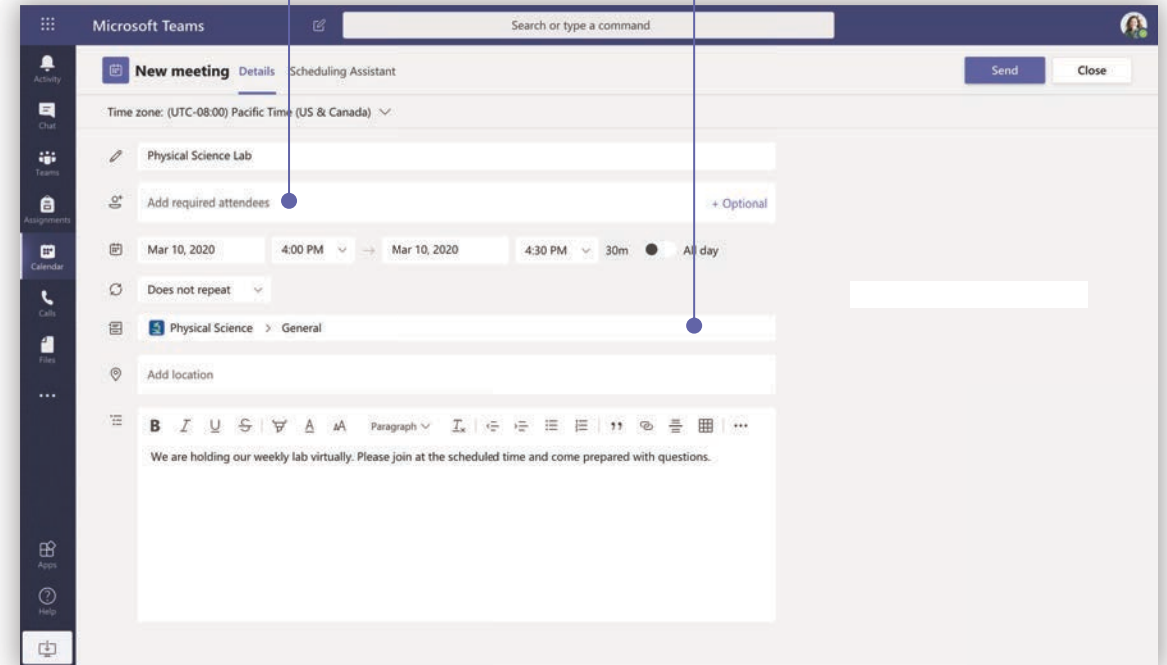 Microsoft Teams
Search or type a command
Activity
Chat
Teams
Assignments
Calendar
Calls
Files
Apps
Help
New meeting Details Scheduling Assistant
Send Close
Time zone: (UTC-08:00) Pacific Time (US & Canada)
Physical Science Lab
Add required attendees + Optional
Mar 10, 2020 4:00 PM → Mar 10, 2020 4:30 PM 30m All day
Does not repeat
Physical Science > General
Add location
B I U S A AA Paragraph Tx
We are holding our weekly lab virtually. Please join at the scheduled time and come prepared with questions.